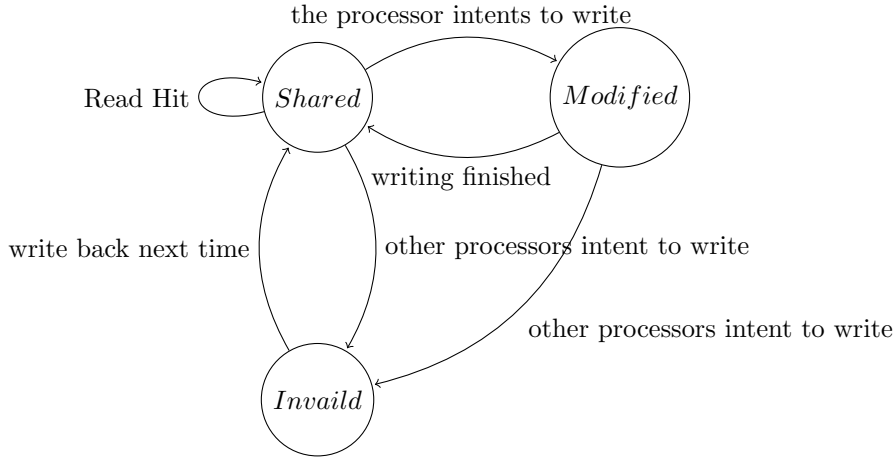 the processor intents to write
Shared
Modified
Read Hit
writing finished
write back next time
other processors intent to write
other processors intent to write
Invaild